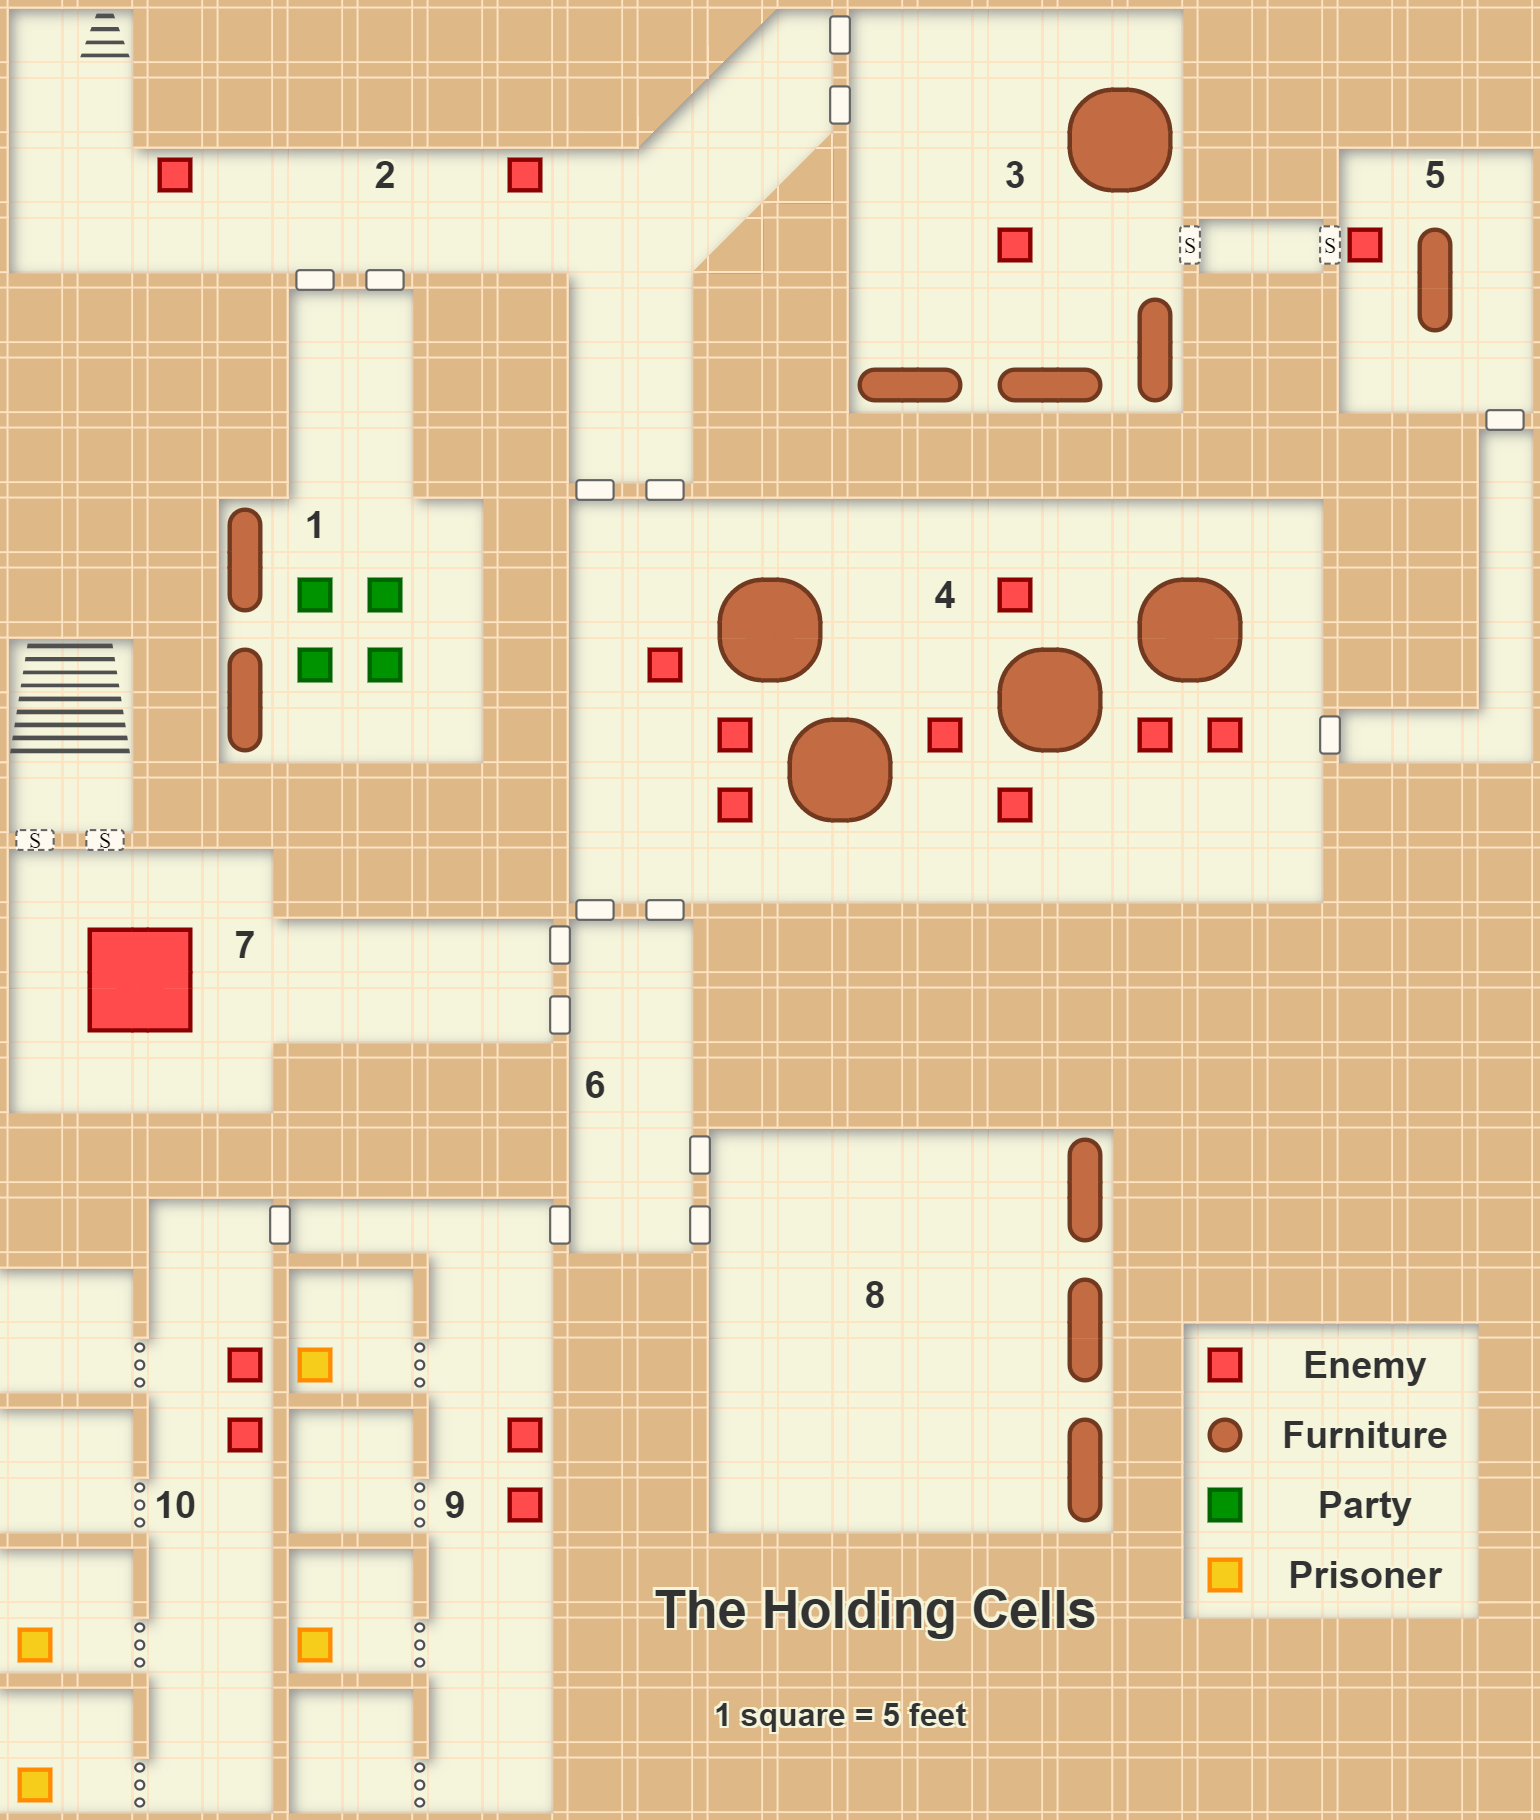 2
3
5
S
S
1
4
S
S
7
6
8
Enemy
Furniture
10
9
Party
Prisoner
The Holding Cells
1 square = 5 feet